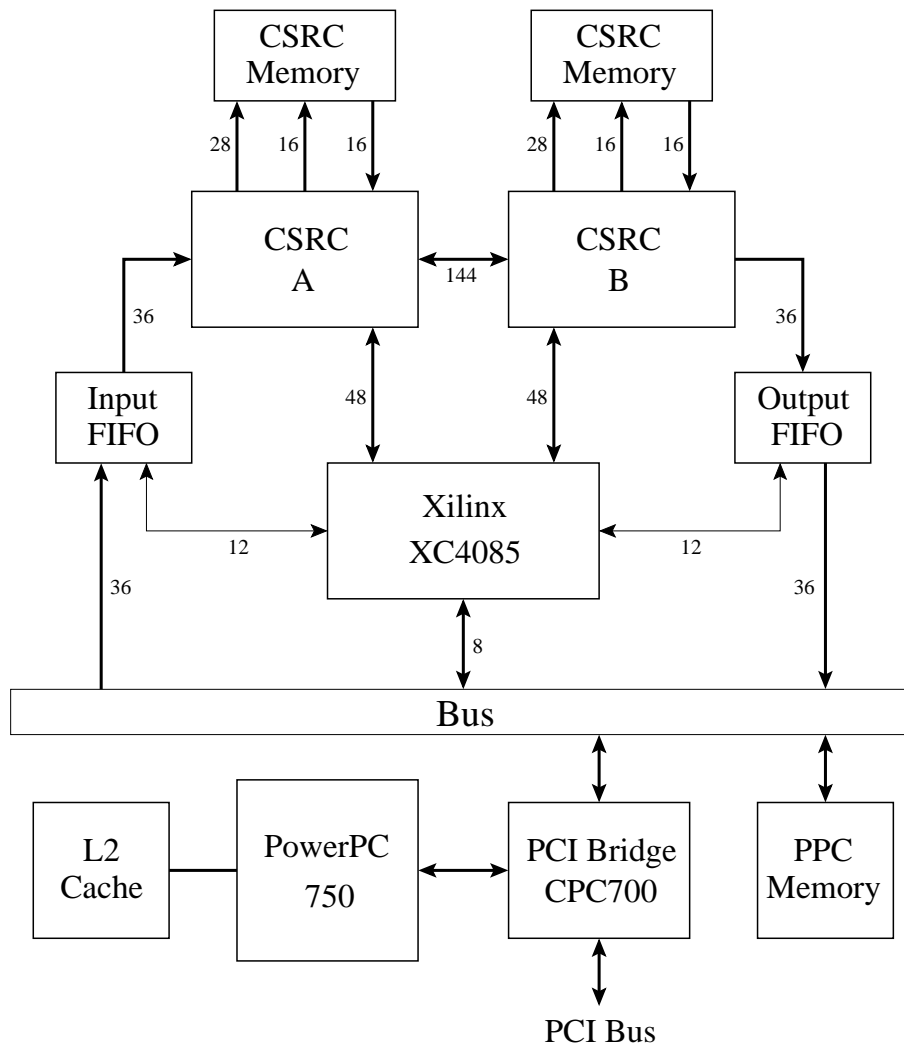 CSRC
Memory
CSRC
Memory
28
16
16
28
16
16
CSRC
A
144
CSRC
B
36
36
Input
FIFO
48
48
Output
FIFO
Xilinx
XC4085
12
12
36
8
36
Bus
L2
Cache
PowerPC
750
PCI Bridge
CPC700
PPC
Memory
PCI Bus